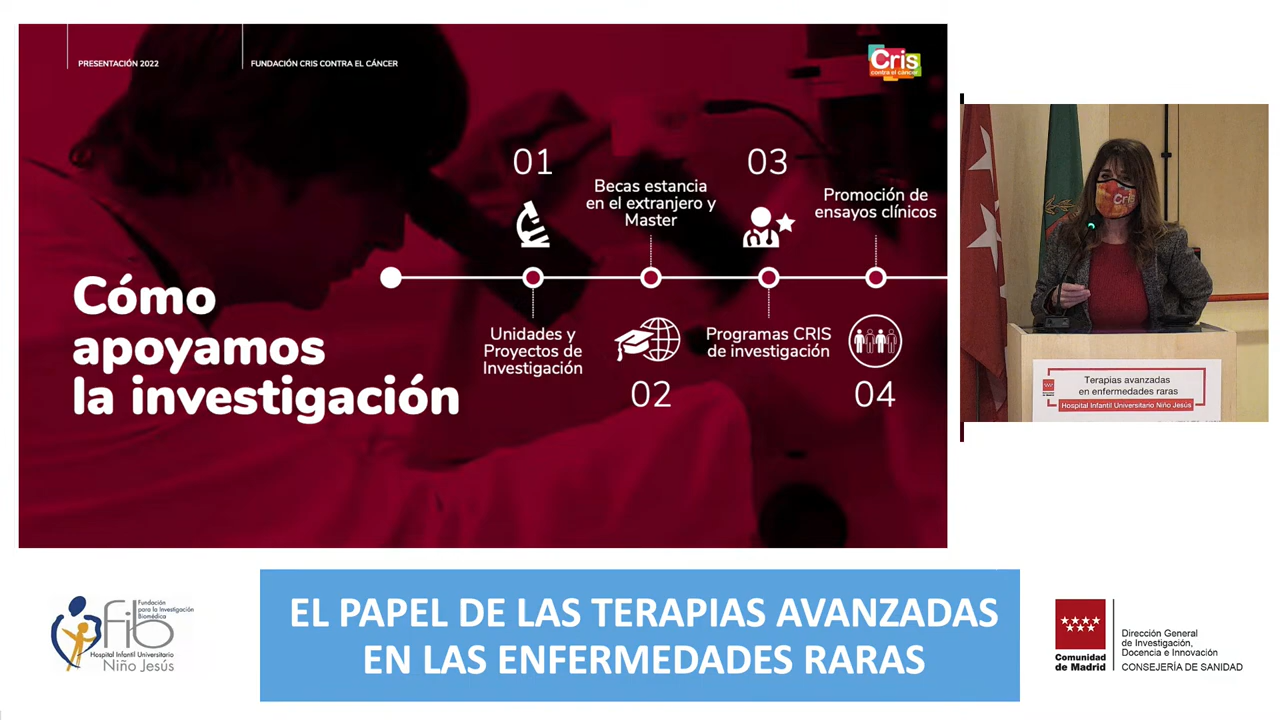 PRESENTACIÓN 2022
FUNDACIÓN CRIS CONTRA EL CÁNCER
Cris
contra el cáncer
Cómo
apoyamos
la investigación
01
Unidades y
Proyectos de
Investigación
Becas estancia
en el extranjero y
Master
02
03
Programas CRIS
de investigación
Promoción de
ensayos clínicos
04
Cris
Terapias avanzadas
en enfermedades raras
Hospital Infantil Universitario Niño Jesús
fib
Fundación
para la Investigación
Biomédica
Hospital Infantil Universitario
Niño Jesús
EL PAPEL DE LAS TERAPIAS AVANZADAS
EN LAS ENFERMEDADES RARAS
Comunidad
de Madrid
Dirección General
de Investigación,
Docencia e Innovación
CONSEJERÍA DE SANIDAD